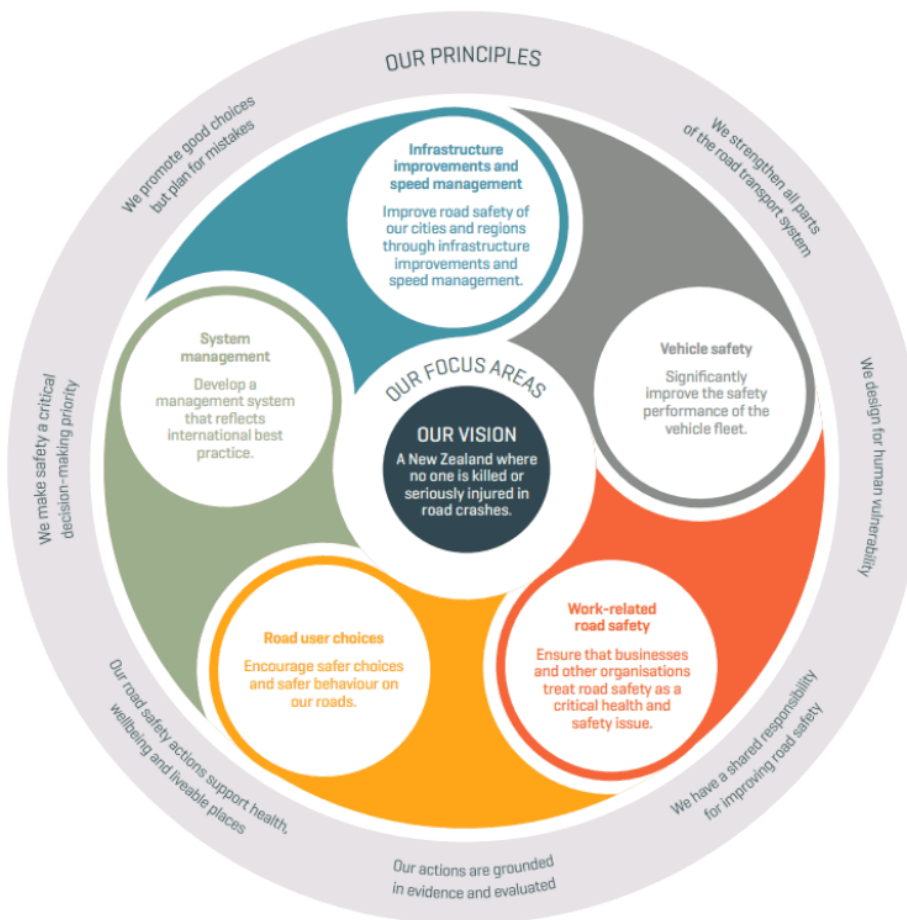 OUR PRINCIPLES
We promote good choices
but plan for mistakes
We strengthen all parts
of the road transport system
We design for human vulnerability
We have a shared responsibility
for improving road safety
Our actions are grounded
in evidence and evaluated
Our road safety actions support health,
wellbeing and liveable places
We make safety a critical
decision-making priority
Infrastructure
improvements and
speed management
Improve road safety of
our cities and regions
through infrastructure
improvements and
speed management.
Vehicle safety
Significantly
improve the safety
performance of the
vehicle fleet.
Work-related
road safety
Ensure that businesses
and other organisations
treat road safety as a
critical health and
safety issue.
Road user choices
Encourage safer choices
and safer behaviour on
our roads.
System
management
Develop a
management system
that reflects
international best
practice.
OUR FOCUS AREAS
OUR VISION
A New Zealand where
no one is killed or
seriously injured in
road crashes.